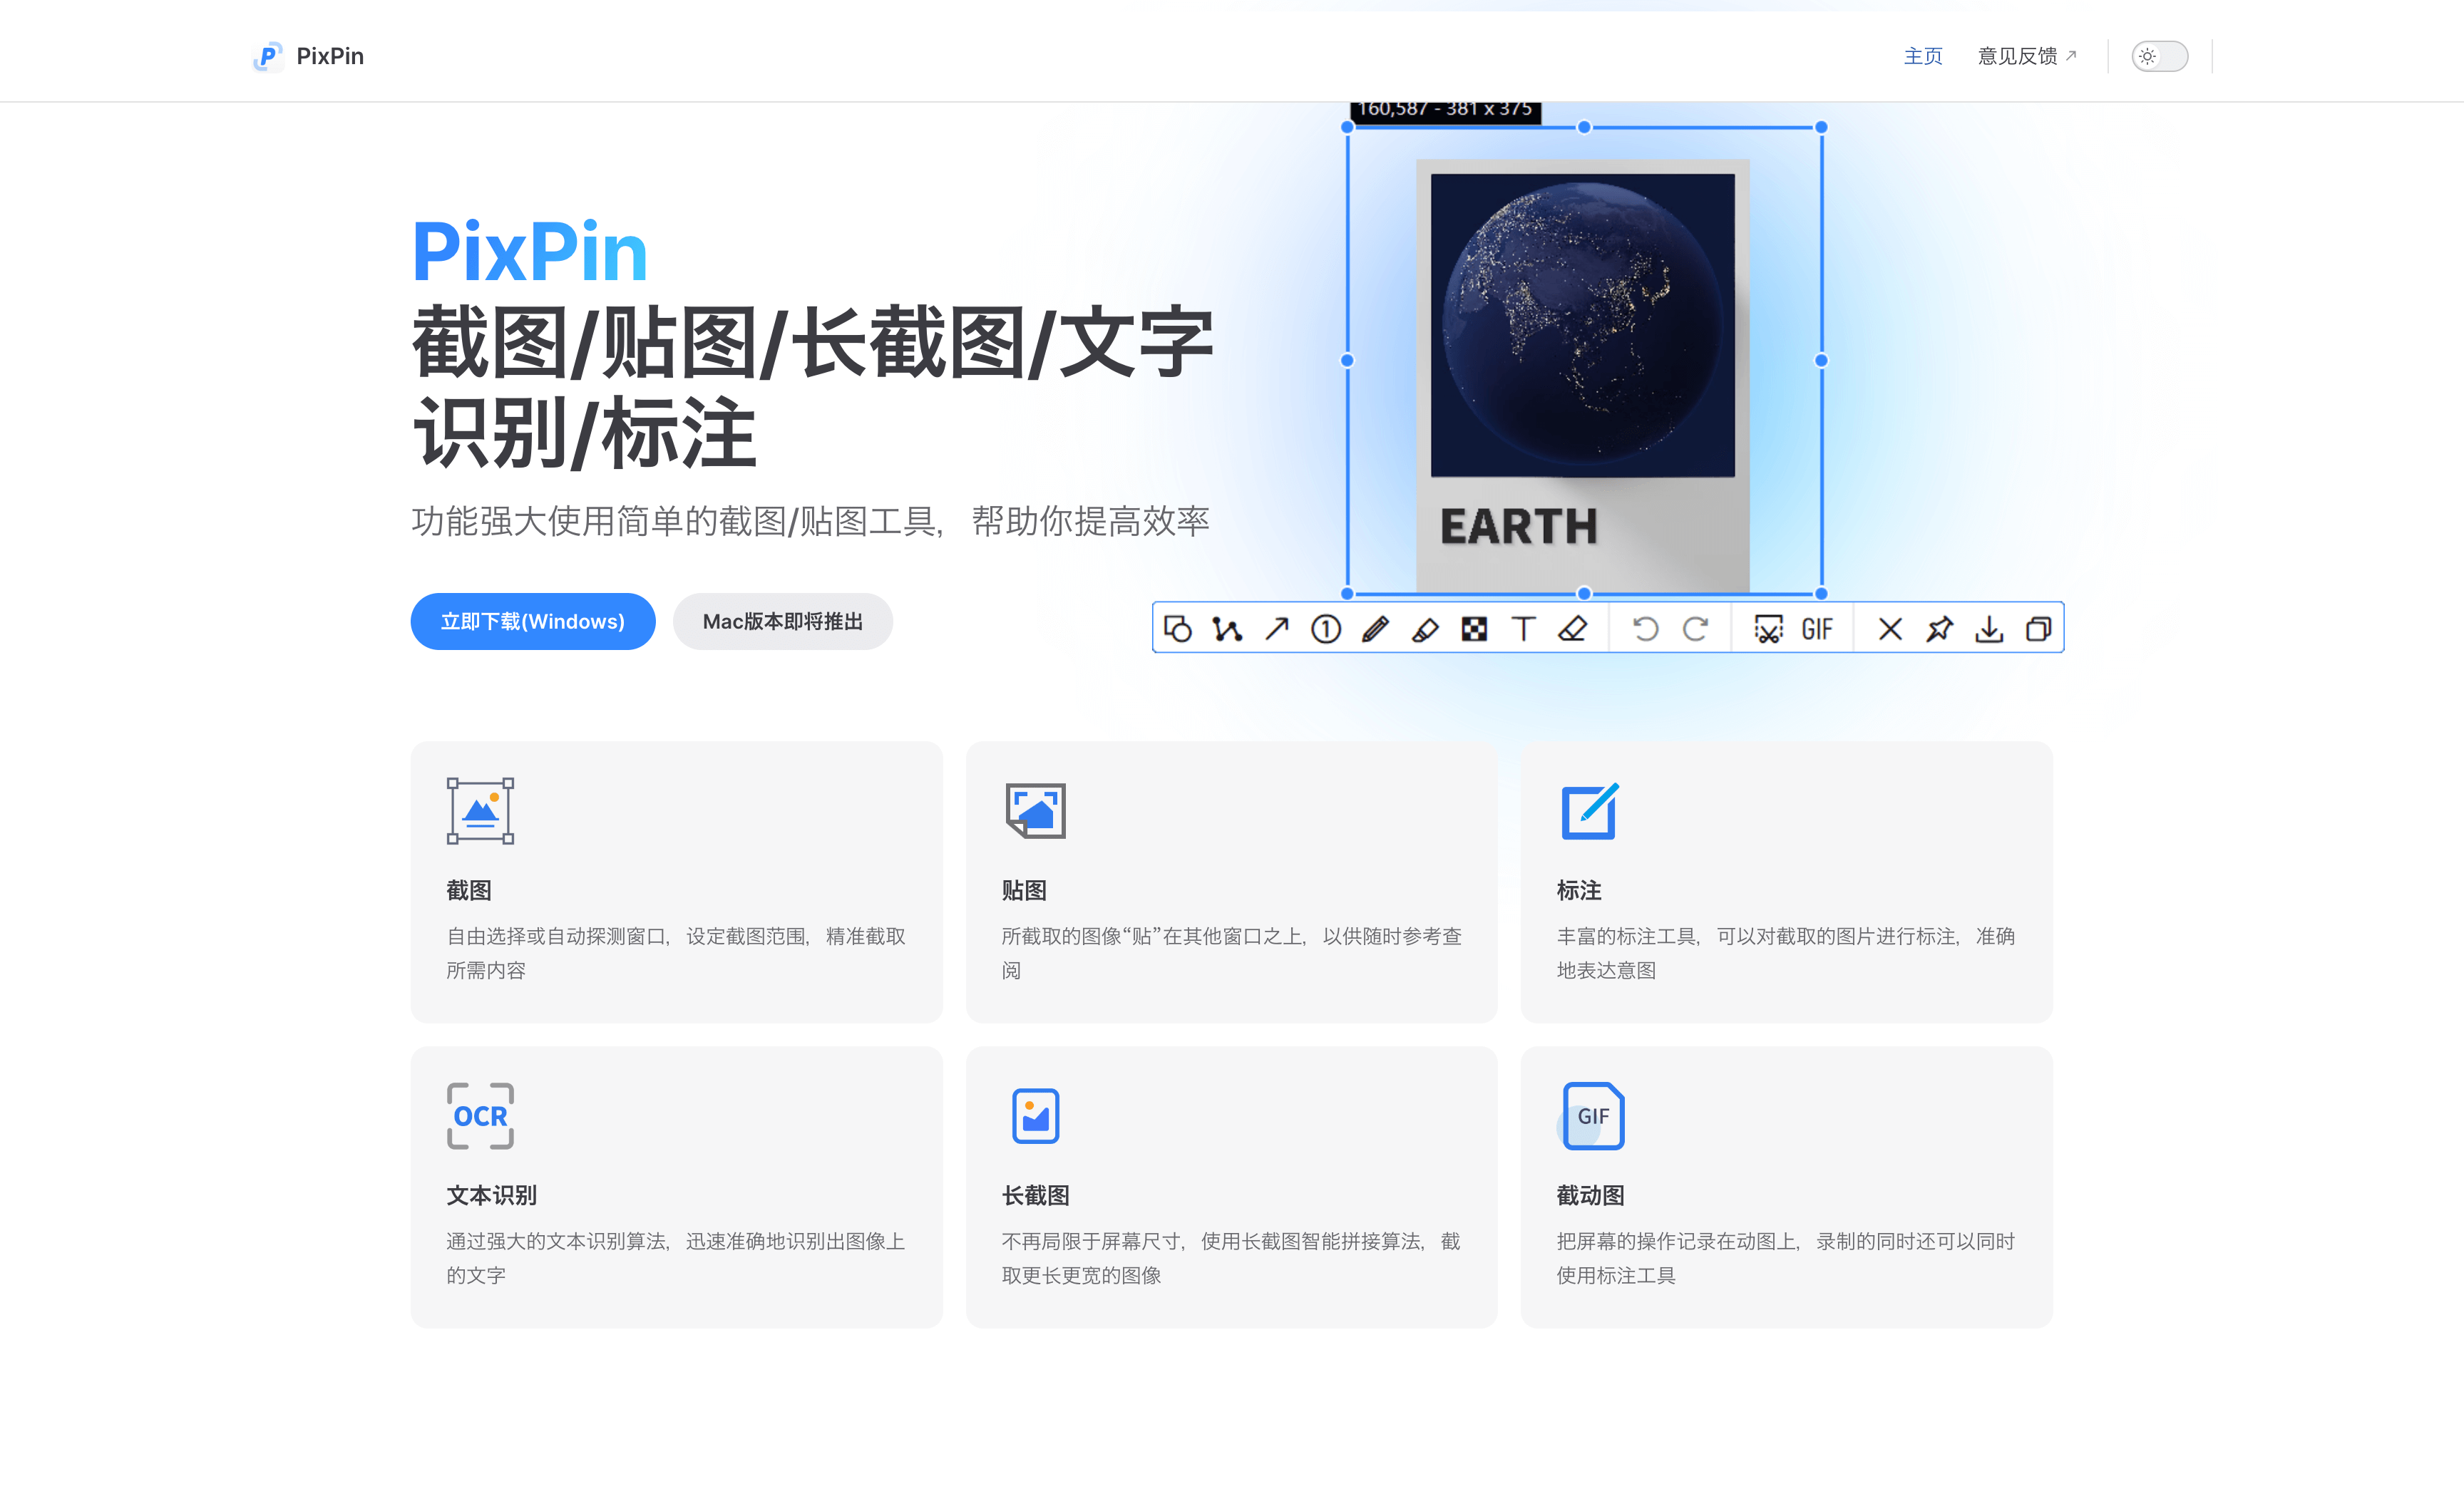 PixPin
主页 意见反馈
160,587 - 381 x 375
PixPin
截图/贴图/长截图/文字
识别/标注
功能强大使用简单的截图/贴图工具，帮助你提高效率
立即下载(Windows) Mac版本即将推出
EARTH
1 T GIF
截图
自由选择或自动探测窗口，设定截图范围，精准截取
所需内容
贴图
所截取的图像“贴”在其他窗口之上，以供随时参考查
阅
标注
丰富的标注工具，可以对截取的图片进行标注，准确
地表达意图
OCR
文本识别
通过强大的文本识别算法，迅速准确地识别出图像上
的文字
长截图
不再局限于屏幕尺寸，使用长截图智能拼接算法，截
取更长更宽的图像
GIF
截动图
把屏幕的操作记录在动图上，录制的同时还可以同时
使用标注工具